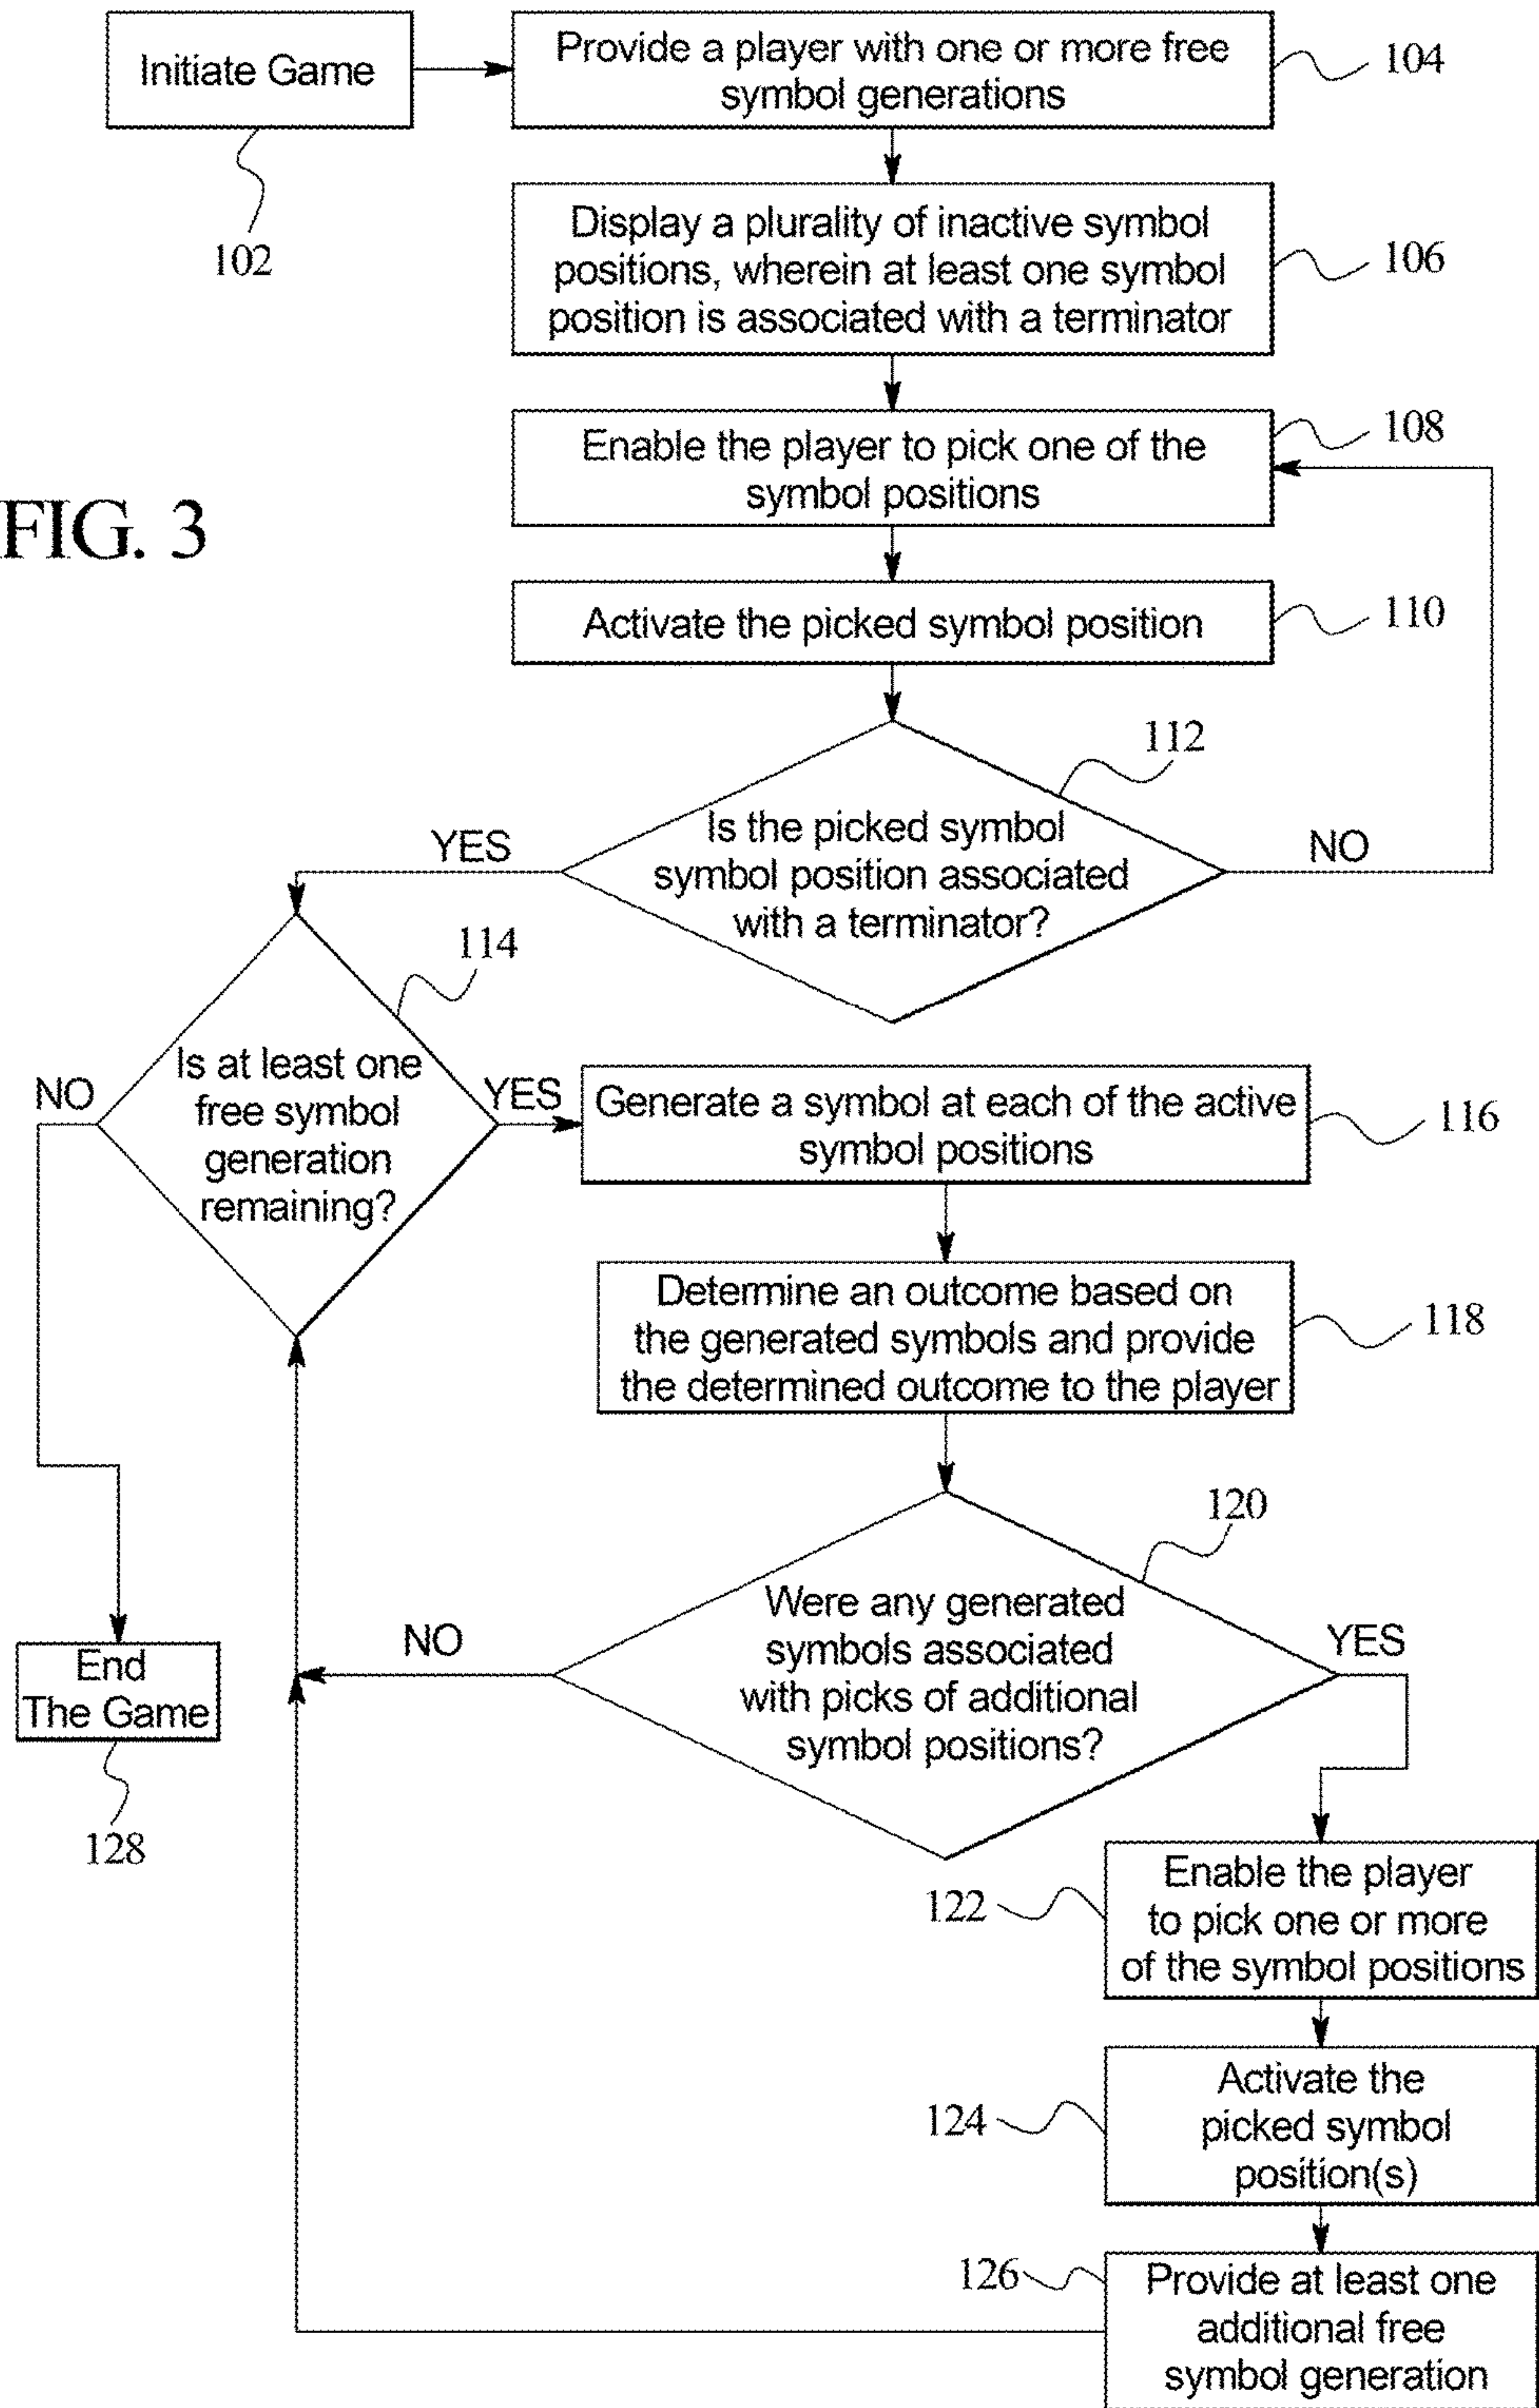 Initiate Game
102
Provide a player with one or more free
symbol generations
104
Display a plurality of inactive symbol
positions, wherein at least one symbol
position is associated with a terminator
106
FIG. 3
Enable the player to pick one of the
symbol positions
108
Activate the picked symbol position
110
112
Is the picked symbol
symbol position associated
with a terminator?
YES
NO
114
Is at least one
free symbol
generation
remaining?
NO
YES
Generate a symbol at each of the active
symbol positions
116
Determine an outcome based on
the generated symbols and provide
the determined outcome to the player
118
120
Were any generated
symbols associated
with picks of additional
symbol positions?
NO
YES
End
The Game
128
Enable the player
to pick one or more
of the symbol positions
122
Activate the
picked symbol
position(s)
124
Provide at least one
additional free
symbol generation
126